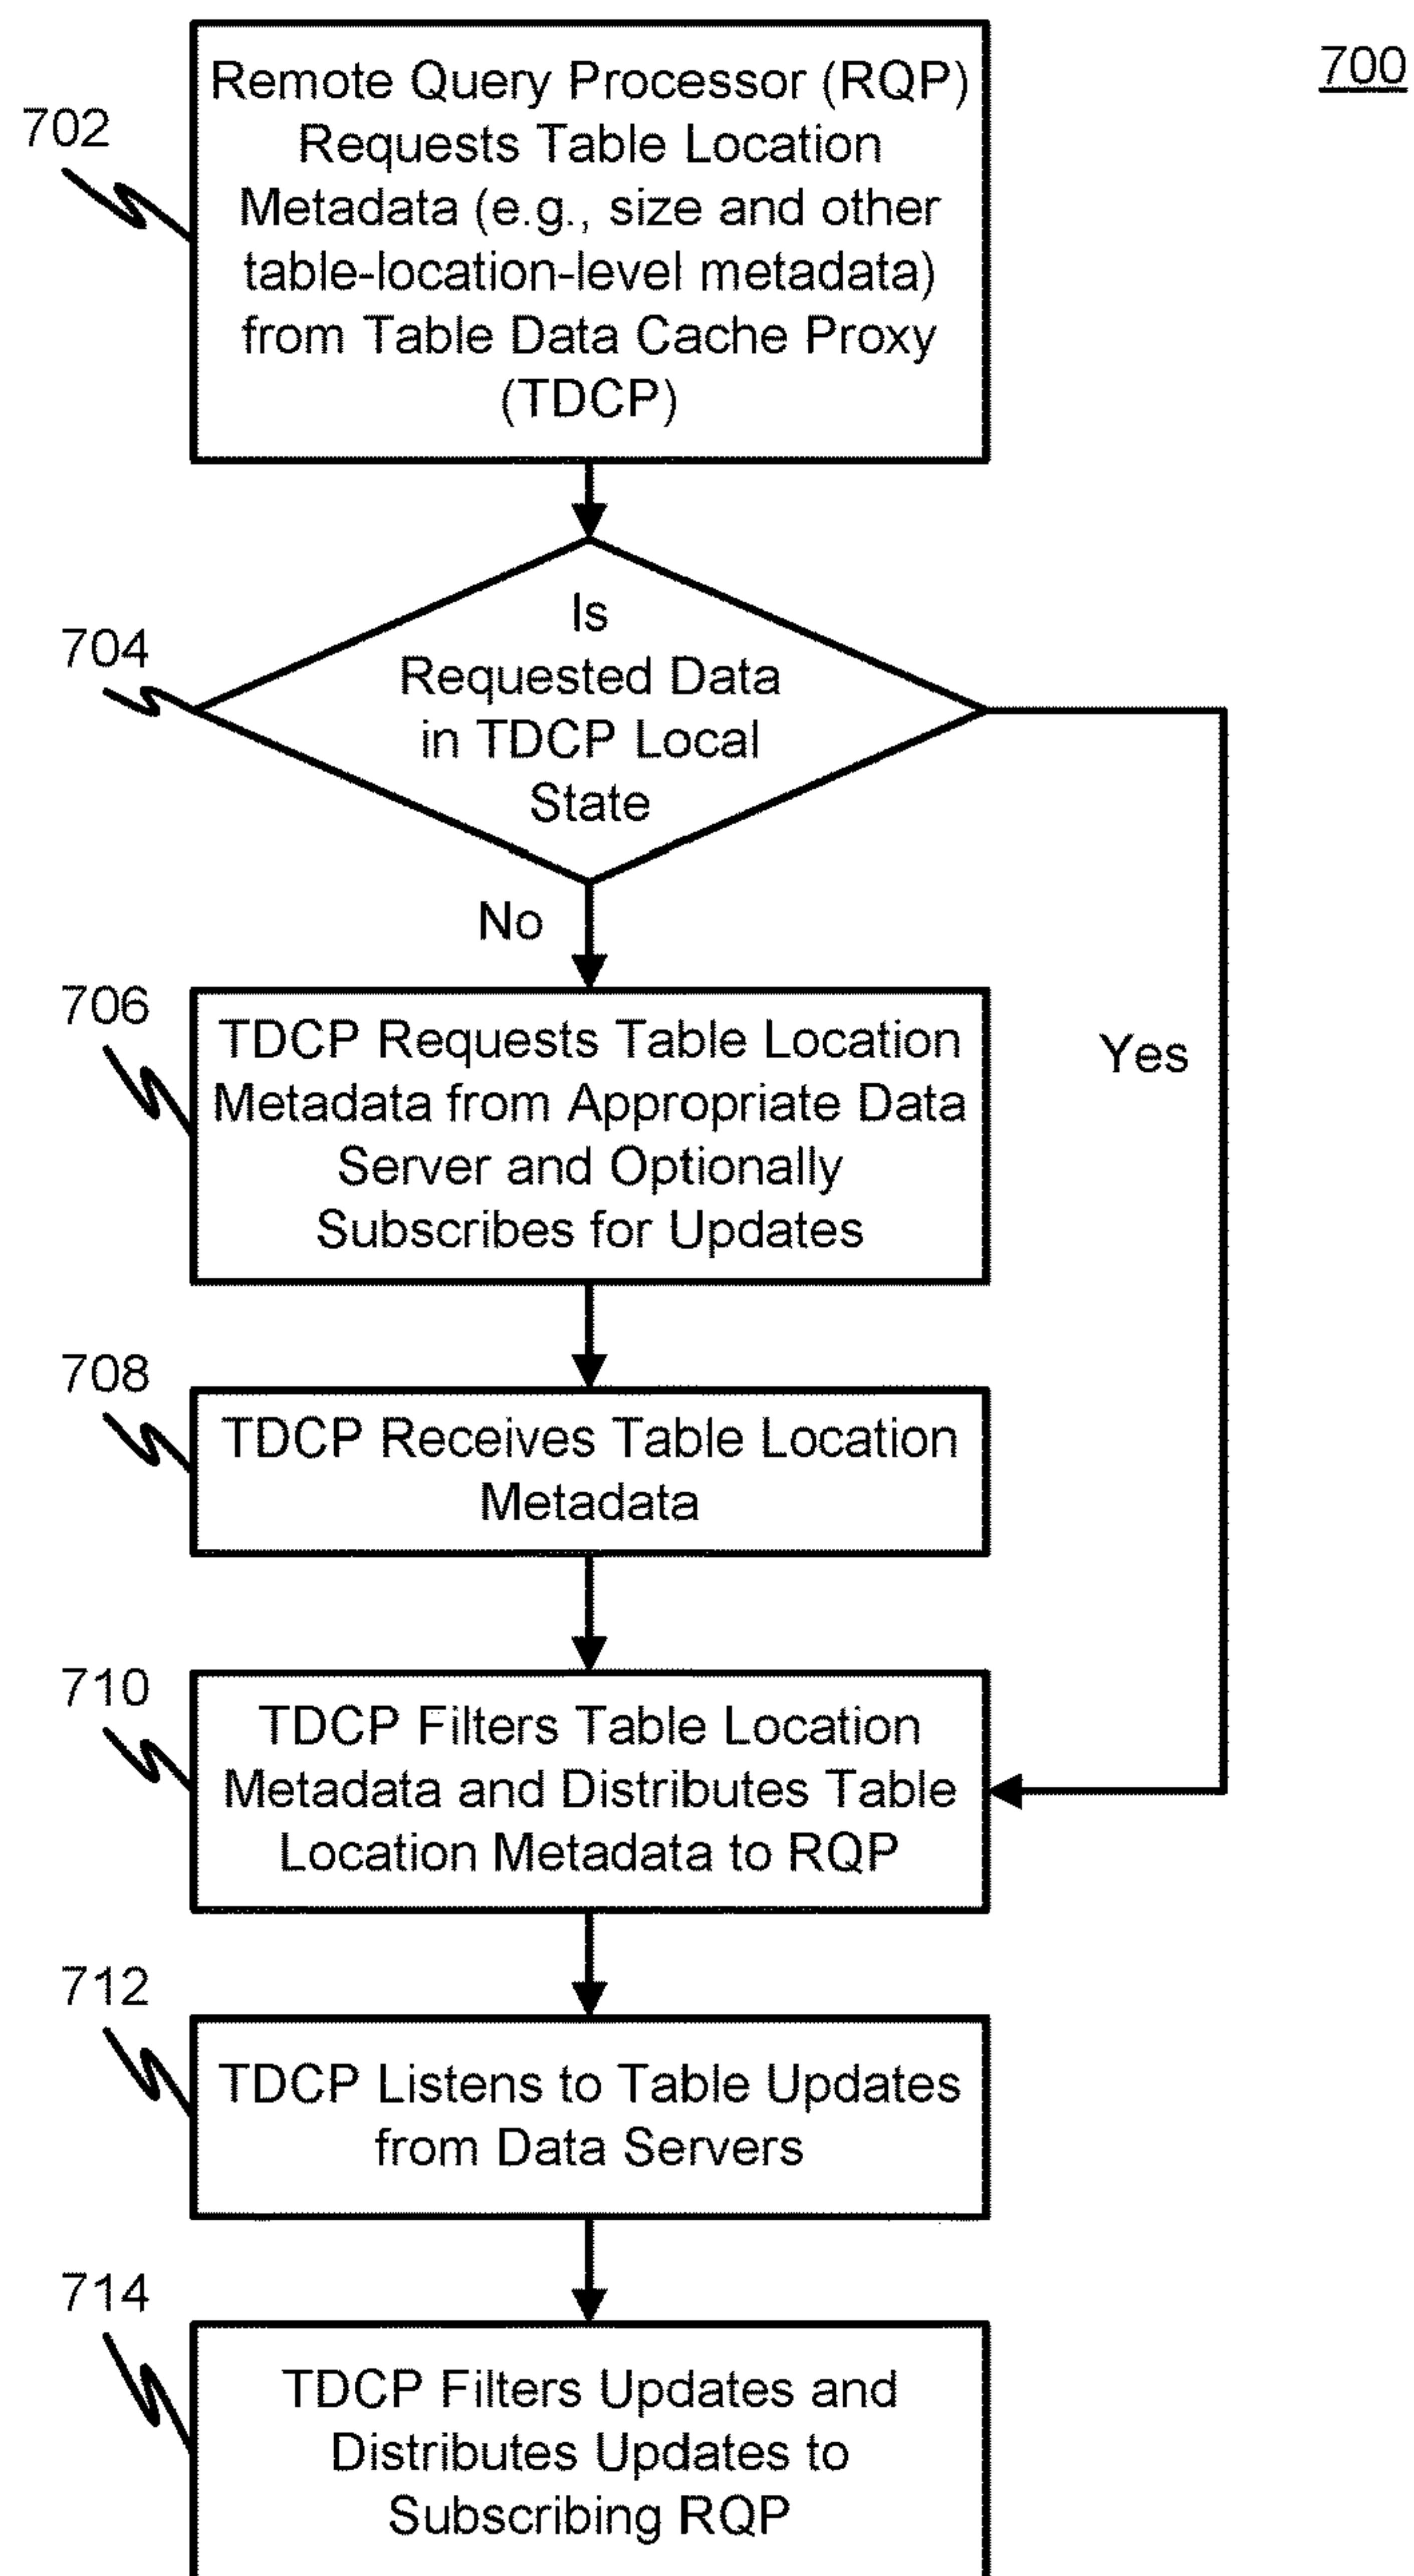 700
702
Remote Query Processor (RQP)
Requests Table Location
Metadata (e.g., size and other
table-location-level metadata)
from Table Data Cache Proxy
(TDCP)
704
Is
Requested Data
in TDCP Local
State
No
Yes
706
TDCP Requests Table Location
Metadata from Appropriate Data
Server and Optionally
Subscribes for Updates
708
TDCP Receives Table Location
Metadata
710
TDCP Filters Table Location
Metadata and Distributes Table
Location Metadata to RQP
712
TDCP Listens to Table Updates
from Data Servers
714
TDCP Filters Updates and
Distributes Updates to
Subscribing RQP